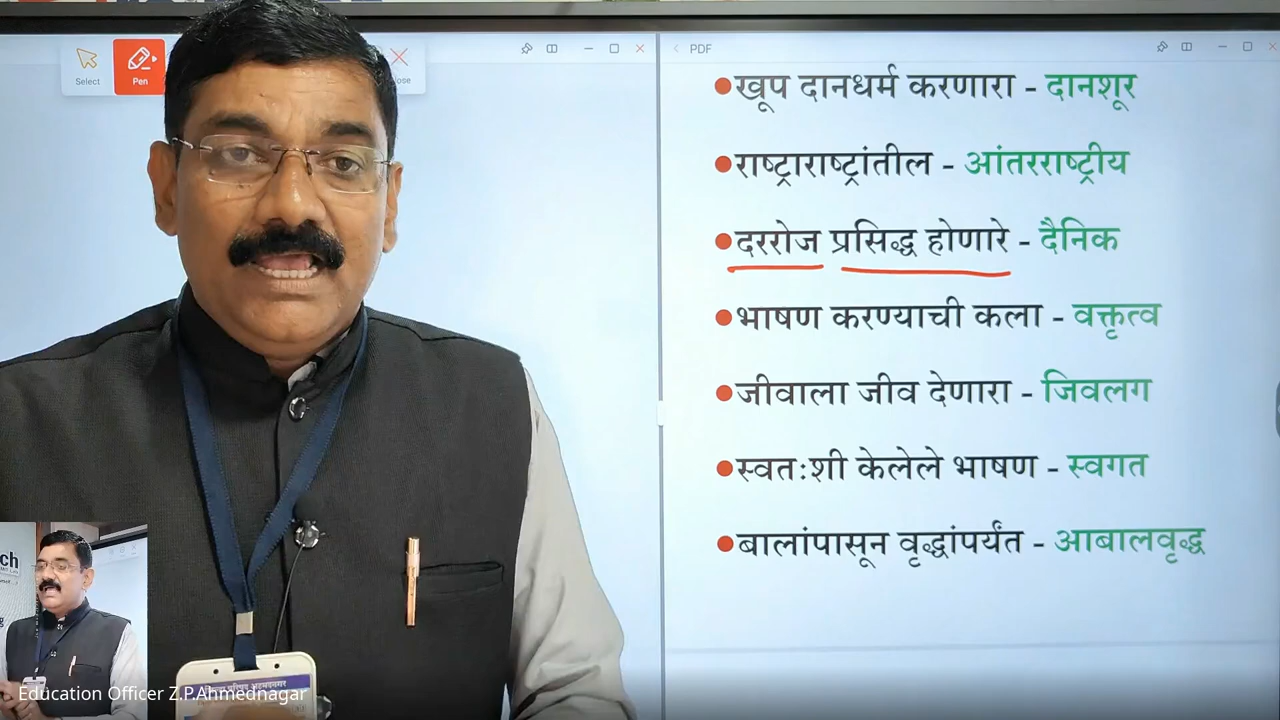 Select
Pen
PDF
खूप दानधर्म करणारा - दानशूर
राष्ट्राराष्ट्रांतील - आंतरराष्ट्रीय
दररोज प्रसिद्ध होणारे - दैनिक
भाषण करण्याची कला - वक्तृत्व
जीवाला जीव देणारा - जिवलग
स्वतःशी केलेले भाषण - स्वगत
बालांपासून वृद्धांपर्यंत - आबालवृद्ध
Education Officer Z.P.Ahmednagar